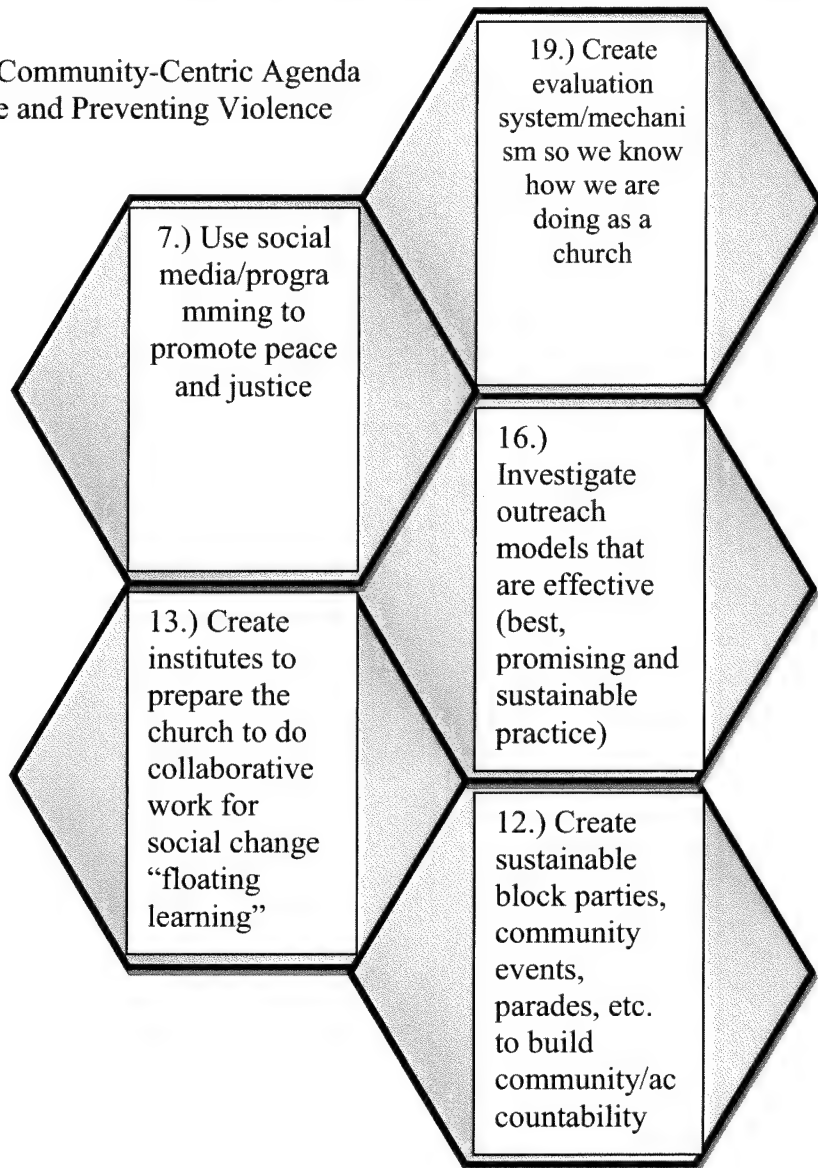 Community-Centric Agenda
e and Preventing Violence
19.) Create
evaluation
system/mechani
sm so we know
how we are
doing as a
church
7.) Use social
media/progra
mming to
promote peace
and justice
16.)
Investigate
outreach
models that
are effective
(best,
promising and
sustainable
practice)
13.) Create
institutes to
prepare the
church to do
collaborative
work for
social change
“floating
learning”
12.) Create
sustainable
block parties,
community
events,
parades, etc.
to build
community/ac
countability